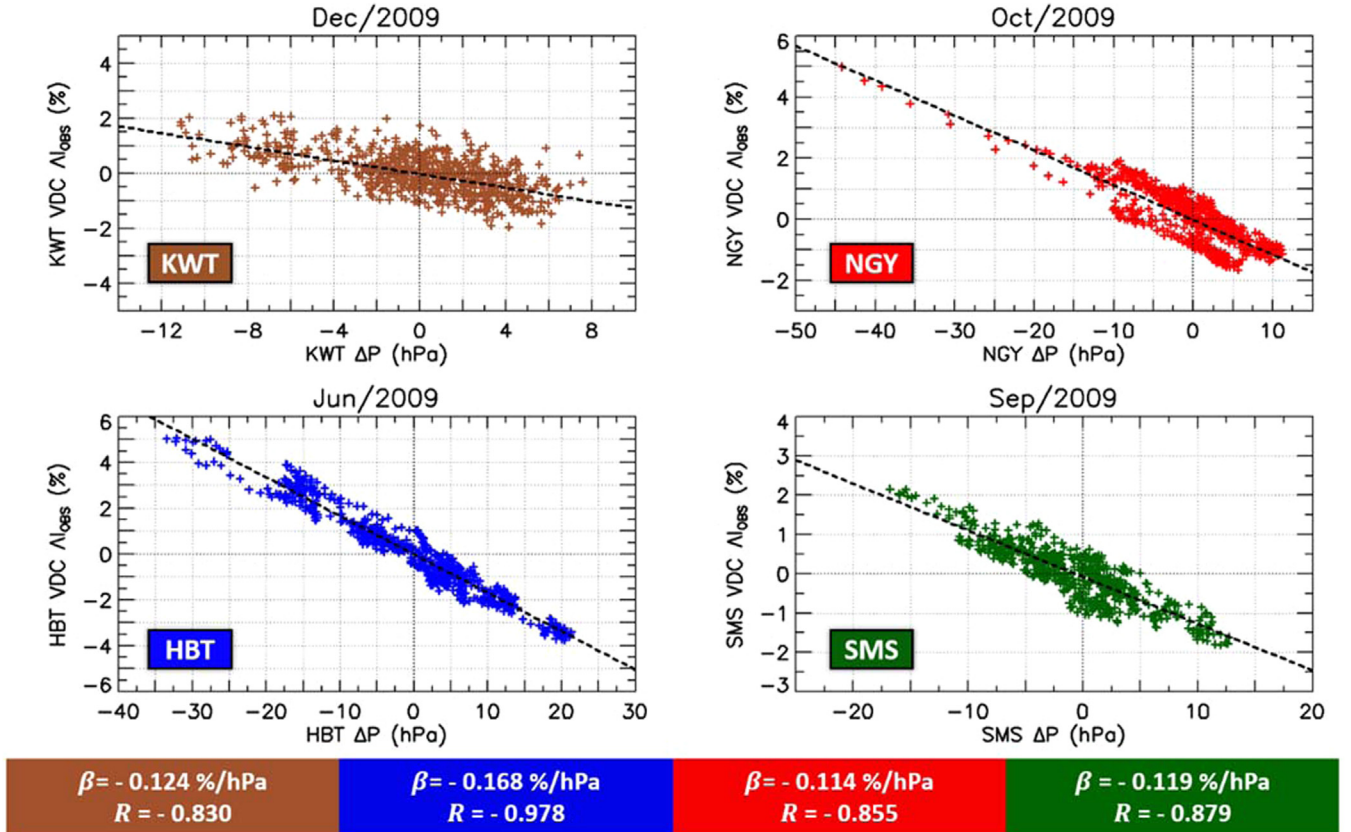 Dec/2009
KWT VDC ΛI_OBS (%)
4
2
0
−2
−4
KWT
−12 −8 −4 0 4 8
KWT ΔP (hPa)
Oct/2009
NGY VDC ΛI_OBS (%)
6
4
2
0
−2
NGY
−50 −40 −30 −20 −10 0 10
NGY ΔP (hPa)
Jun/2009
HBT VDC ΛI_OBS (%)
6
4
2
0
−2
−4
−6
HBT
−40 −30 −20 −10 0 10 20 30
HBT ΔP (hPa)
Sep/2009
SMS VDC ΛI_OBS (%)
4
3
2
1
0
−1
−2
−3
SMS
−20 −10 0 10 20
SMS ΔP (hPa)
β= - 0.124 %/hPa
R = - 0.830
β= - 0.168 %/hPa
R = - 0.978
β= - 0.114 %/hPa
R = - 0.855
β = - 0.119 %/hPa
R = - 0.879